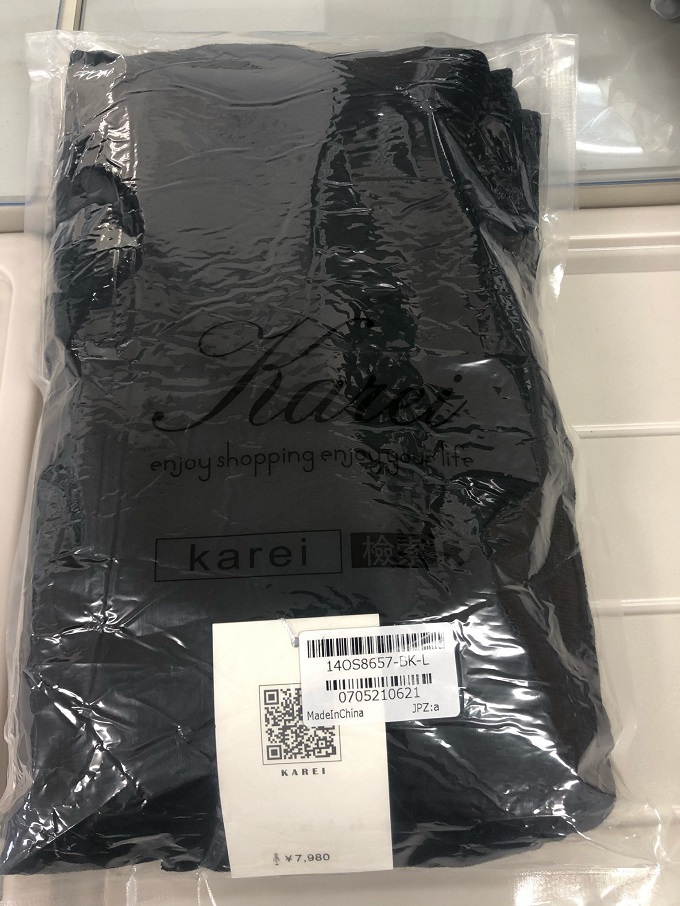 Karei
enjoy shopping enjoy your life
karei 検索
14OS8657-BK-L
0705210621
MadeInChina JPZ:a
KAREI
¥7,980